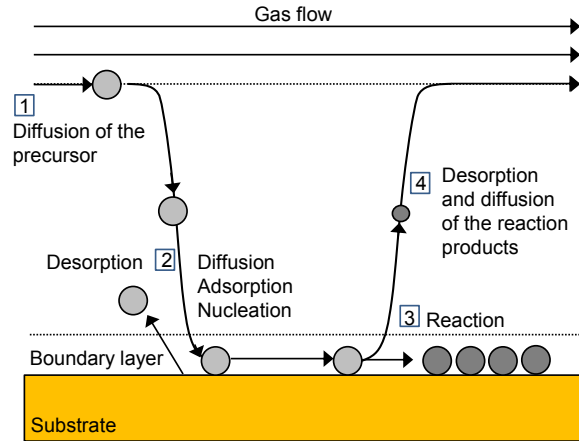 Gas flow
1
Diffusion of the
precursor
4
Desorption
and diffusion
of the reaction
products
Desorption
2
Diffusion
Adsorption
Nucleation
3
Reaction
Boundary layer
Substrate